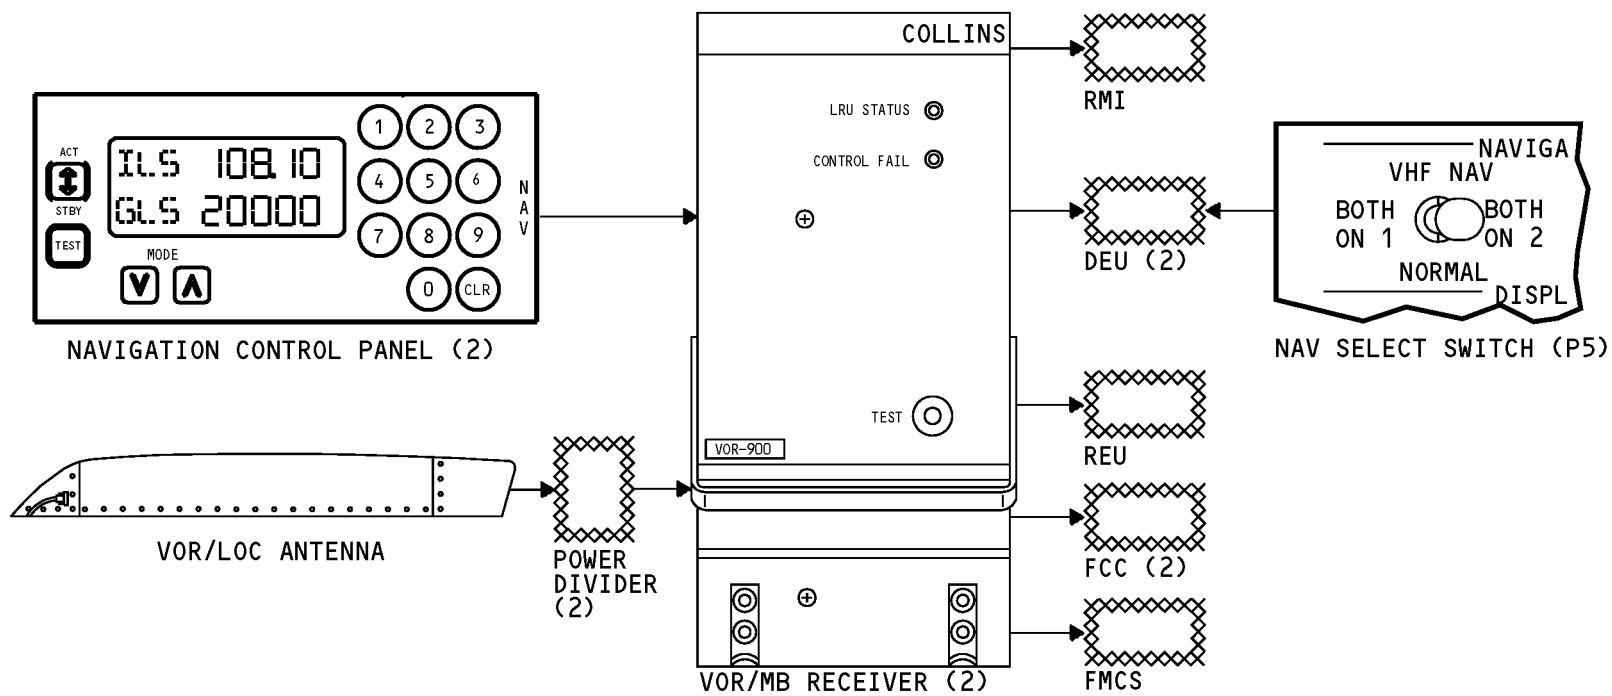 COLLINS
LRU STATUS
CONTROL FAIL
TEST
VOR-900
VOR/MB RECEIVER (2)
ACT
STBY
TEST
ILS 108.10
GLS 20000
MODE
V Λ
1 2 3
4 5 6
7 8 9
0 CLR
NAV
NAVIGATION CONTROL PANEL (2)
VOR/LOC ANTENNA
POWER
DIVIDER
(2)
RMI
DEU (2)
REU
FCC (2)
FMCS
NAVIGA
VHF NAV
BOTH
ON 1
BOTH
ON 2
NORMAL
DISPL
NAV SELECT SWITCH (P5)